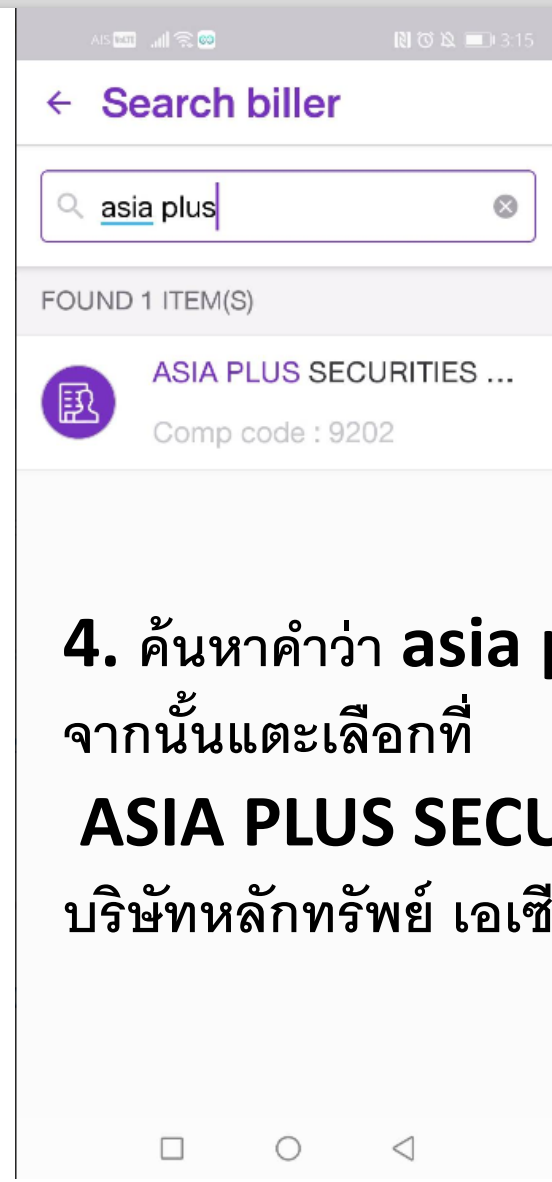 AIS VoLTE 3:15
Search biller
asia plus
FOUND 1 ITEM(S)
ASIA PLUS SECURITIES ...
Comp code : 9202
4. ค้นหาคำว่า asia
จากนั้นแตะเลือกที่
ASIA PLUS SECU
บริษัทหลักทรัพย์ เอเซี